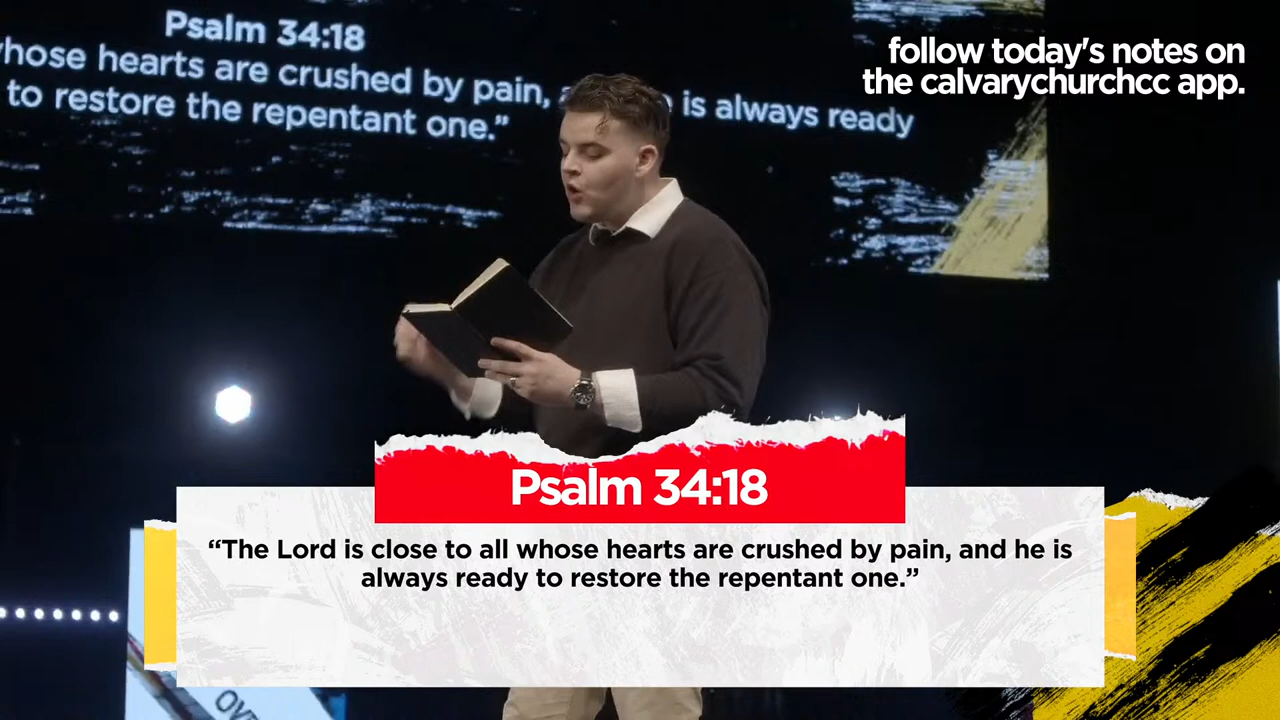 Psalm 34:18
whose hearts are crushed by pain, is always ready
to restore the repentant one.”
follow today's notes on
the calvarychurchcc app.
Psalm 34:18
“The Lord is close to all whose hearts are crushed by pain, and he is
always ready to restore the repentant one.”